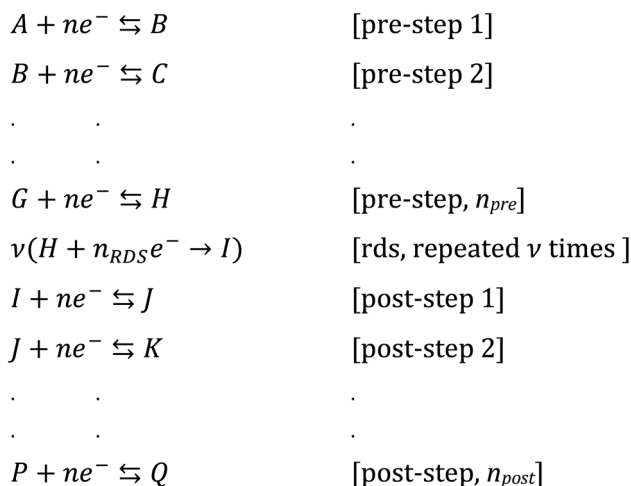 A + ne⁻ ⇆ B [pre-step 1]
B + ne⁻ ⇆ C [pre-step 2]
. . .
. . .
G + ne⁻ ⇆ H [pre-step, n_pre]
ν(H + n_RDS e⁻ → I) [rds, repeated ν times ]
I + ne⁻ ⇆ J [post-step 1]
J + ne⁻ ⇆ K [post-step 2]
. . .
. . .
P + ne⁻ ⇆ Q [post-step, n_post]